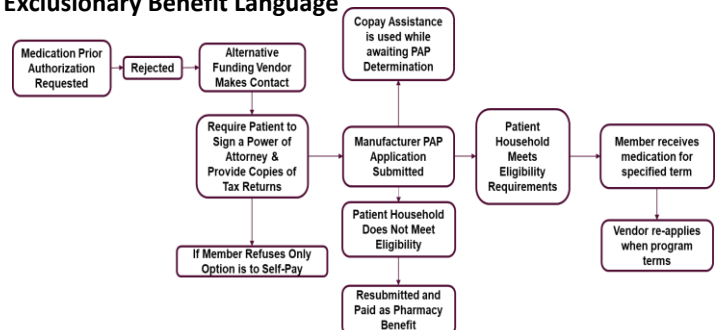 Exclusionary Benefit Language
Medication Prior
Authorization
Requested
Rejected
Alternative
Funding Vendor
Makes Contact
Copay Assistance
is used while
awaiting PAP
Determination
Require Patient to
Sign a Power of
Attorney &
Provide Copies of
Tax Returns
Manufacturer PAP
Application
Submitted
Patient
Household
Meets
Eligibility
Requirements
Member receives
medication for
specified term
Patient Household
Does Not Meet
Eligibility
Vendor re-applies
when program
terms
If Member Refuses Only
Option is to Self-Pay
Resubmitted and
Paid as Pharmacy
Benefit